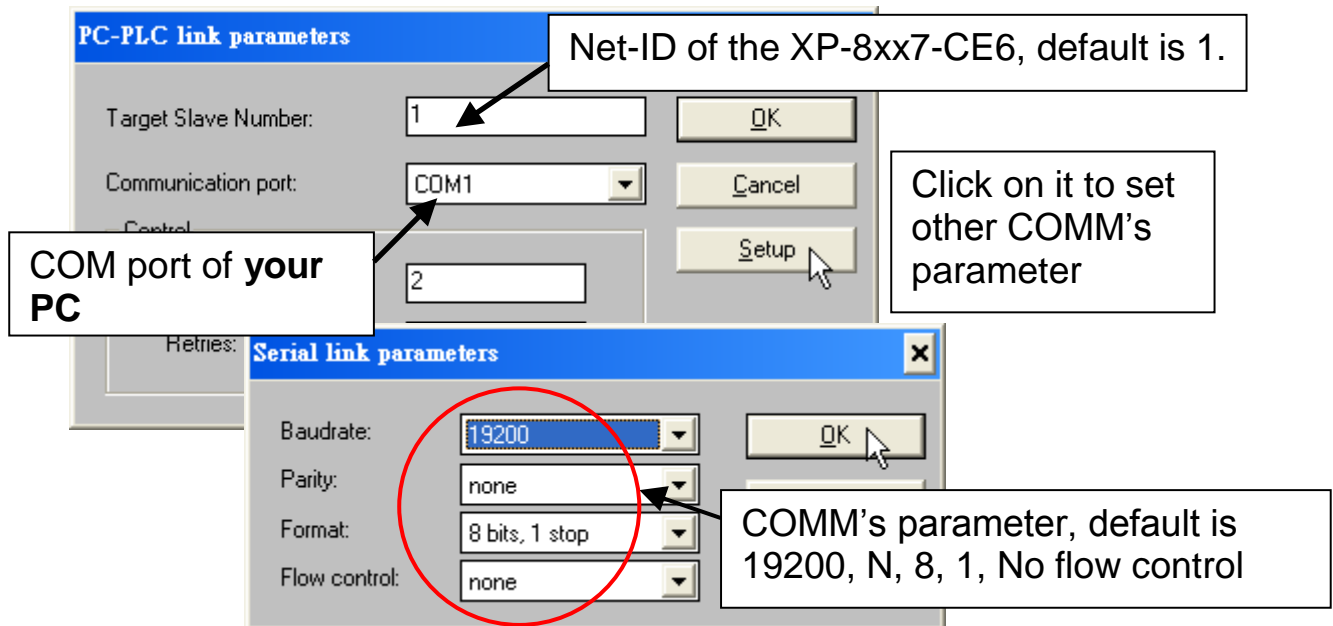 PC-PLC link parameters
Net-ID of the XP-8xx7-CE6, default is 1.
Target Slave Number:
1
OK
Communication port:
COM1
Cancel
Click on it to set
other COMM's
parameter
Control
Setup
COM port of your
PC
2
Retries:
Serial link parameters
Baudrate:
19200
OK
Parity:
none
Format:
8 bits, 1 stop
Flow control:
none
COMM's parameter, default is
19200, N, 8, 1, No flow control